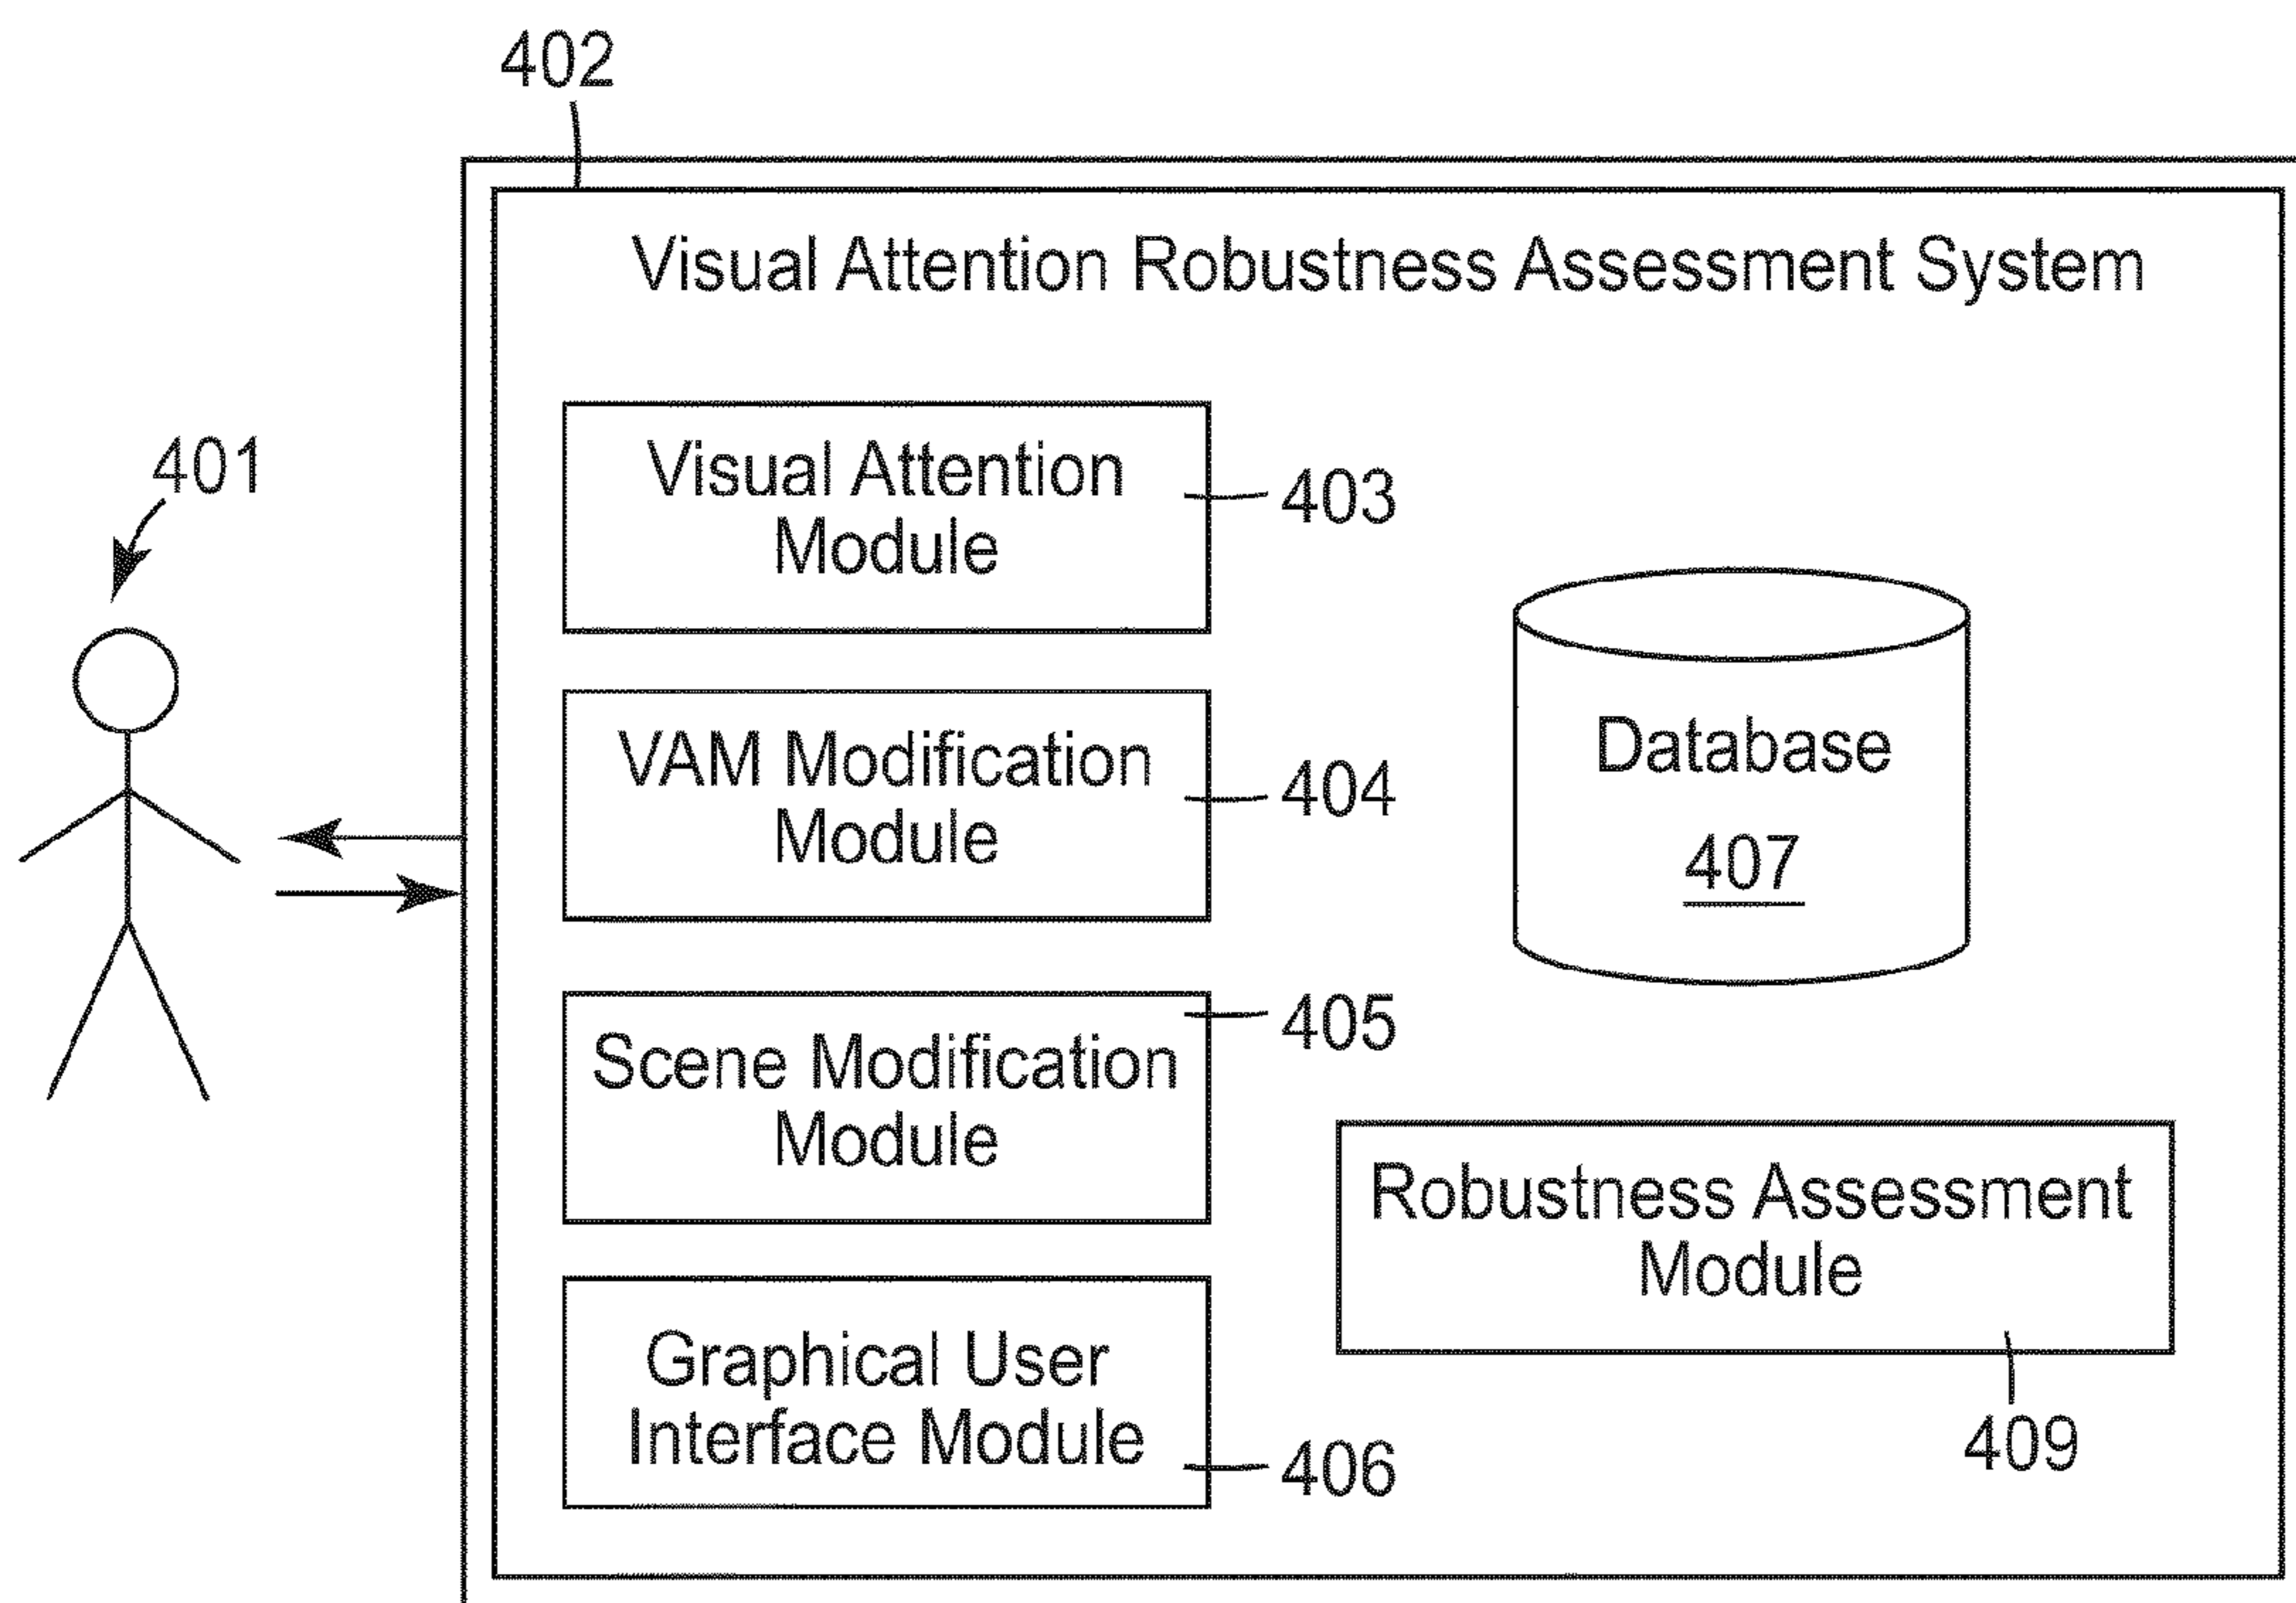 402
Visual Attention Robustness Assessment System
401
Visual Attention
Module
403
VAM Modification
Module
404
Database
407
Scene Modification
Module
405
Robustness Assessment
Module
409
Graphical User
Interface Module
406